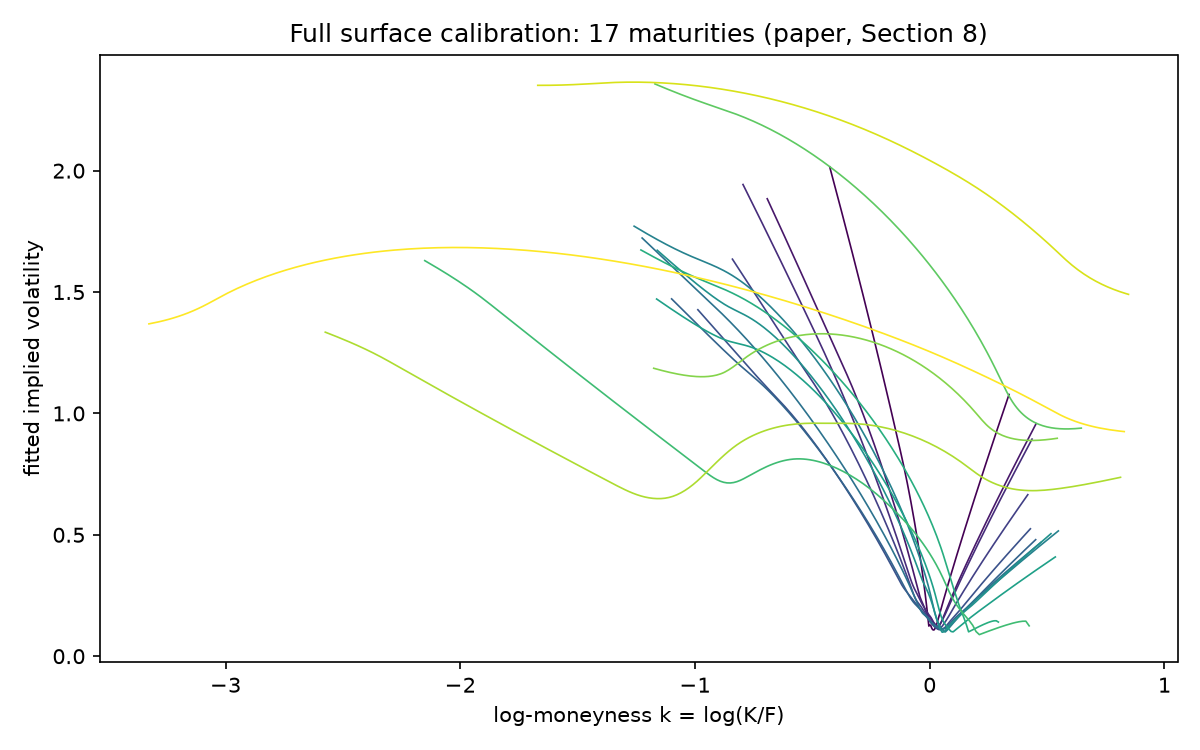 Full surface calibration: 17 maturities (paper, Section 8)
fitted implied volatility
2.0
1.5
1.0
0.5
0.0
−3 −2 −1 0 1
log-moneyness k = log(K/F)